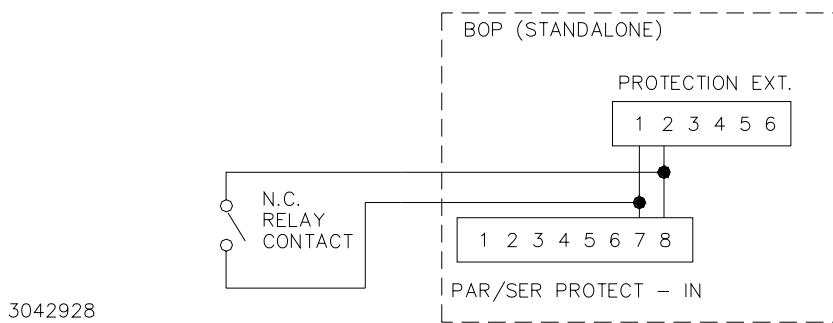 BOP (STANDALONE)
PROTECTION EXT.
1 2 3 4 5 6
N.C.
RELAY
CONTACT
1 2 3 4 5 6 7 8
PAR/SER PROTECT – IN
3042928